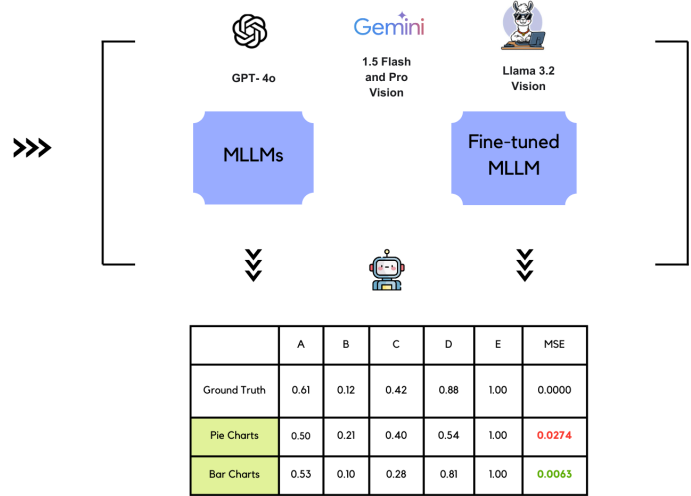 Gemini
GPT- 4o
1.5 Flash
and Pro
Vision
Llama 3.2
Vision
MLLMs
Fine-tuned
MLLM
A B C D E MSE
Ground Truth 0.61 0.12 0.42 0.88 1.00 0.0000
Pie Charts 0.50 0.21 0.40 0.54 1.00 0.0274
Bar Charts 0.53 0.10 0.28 0.81 1.00 0.0063